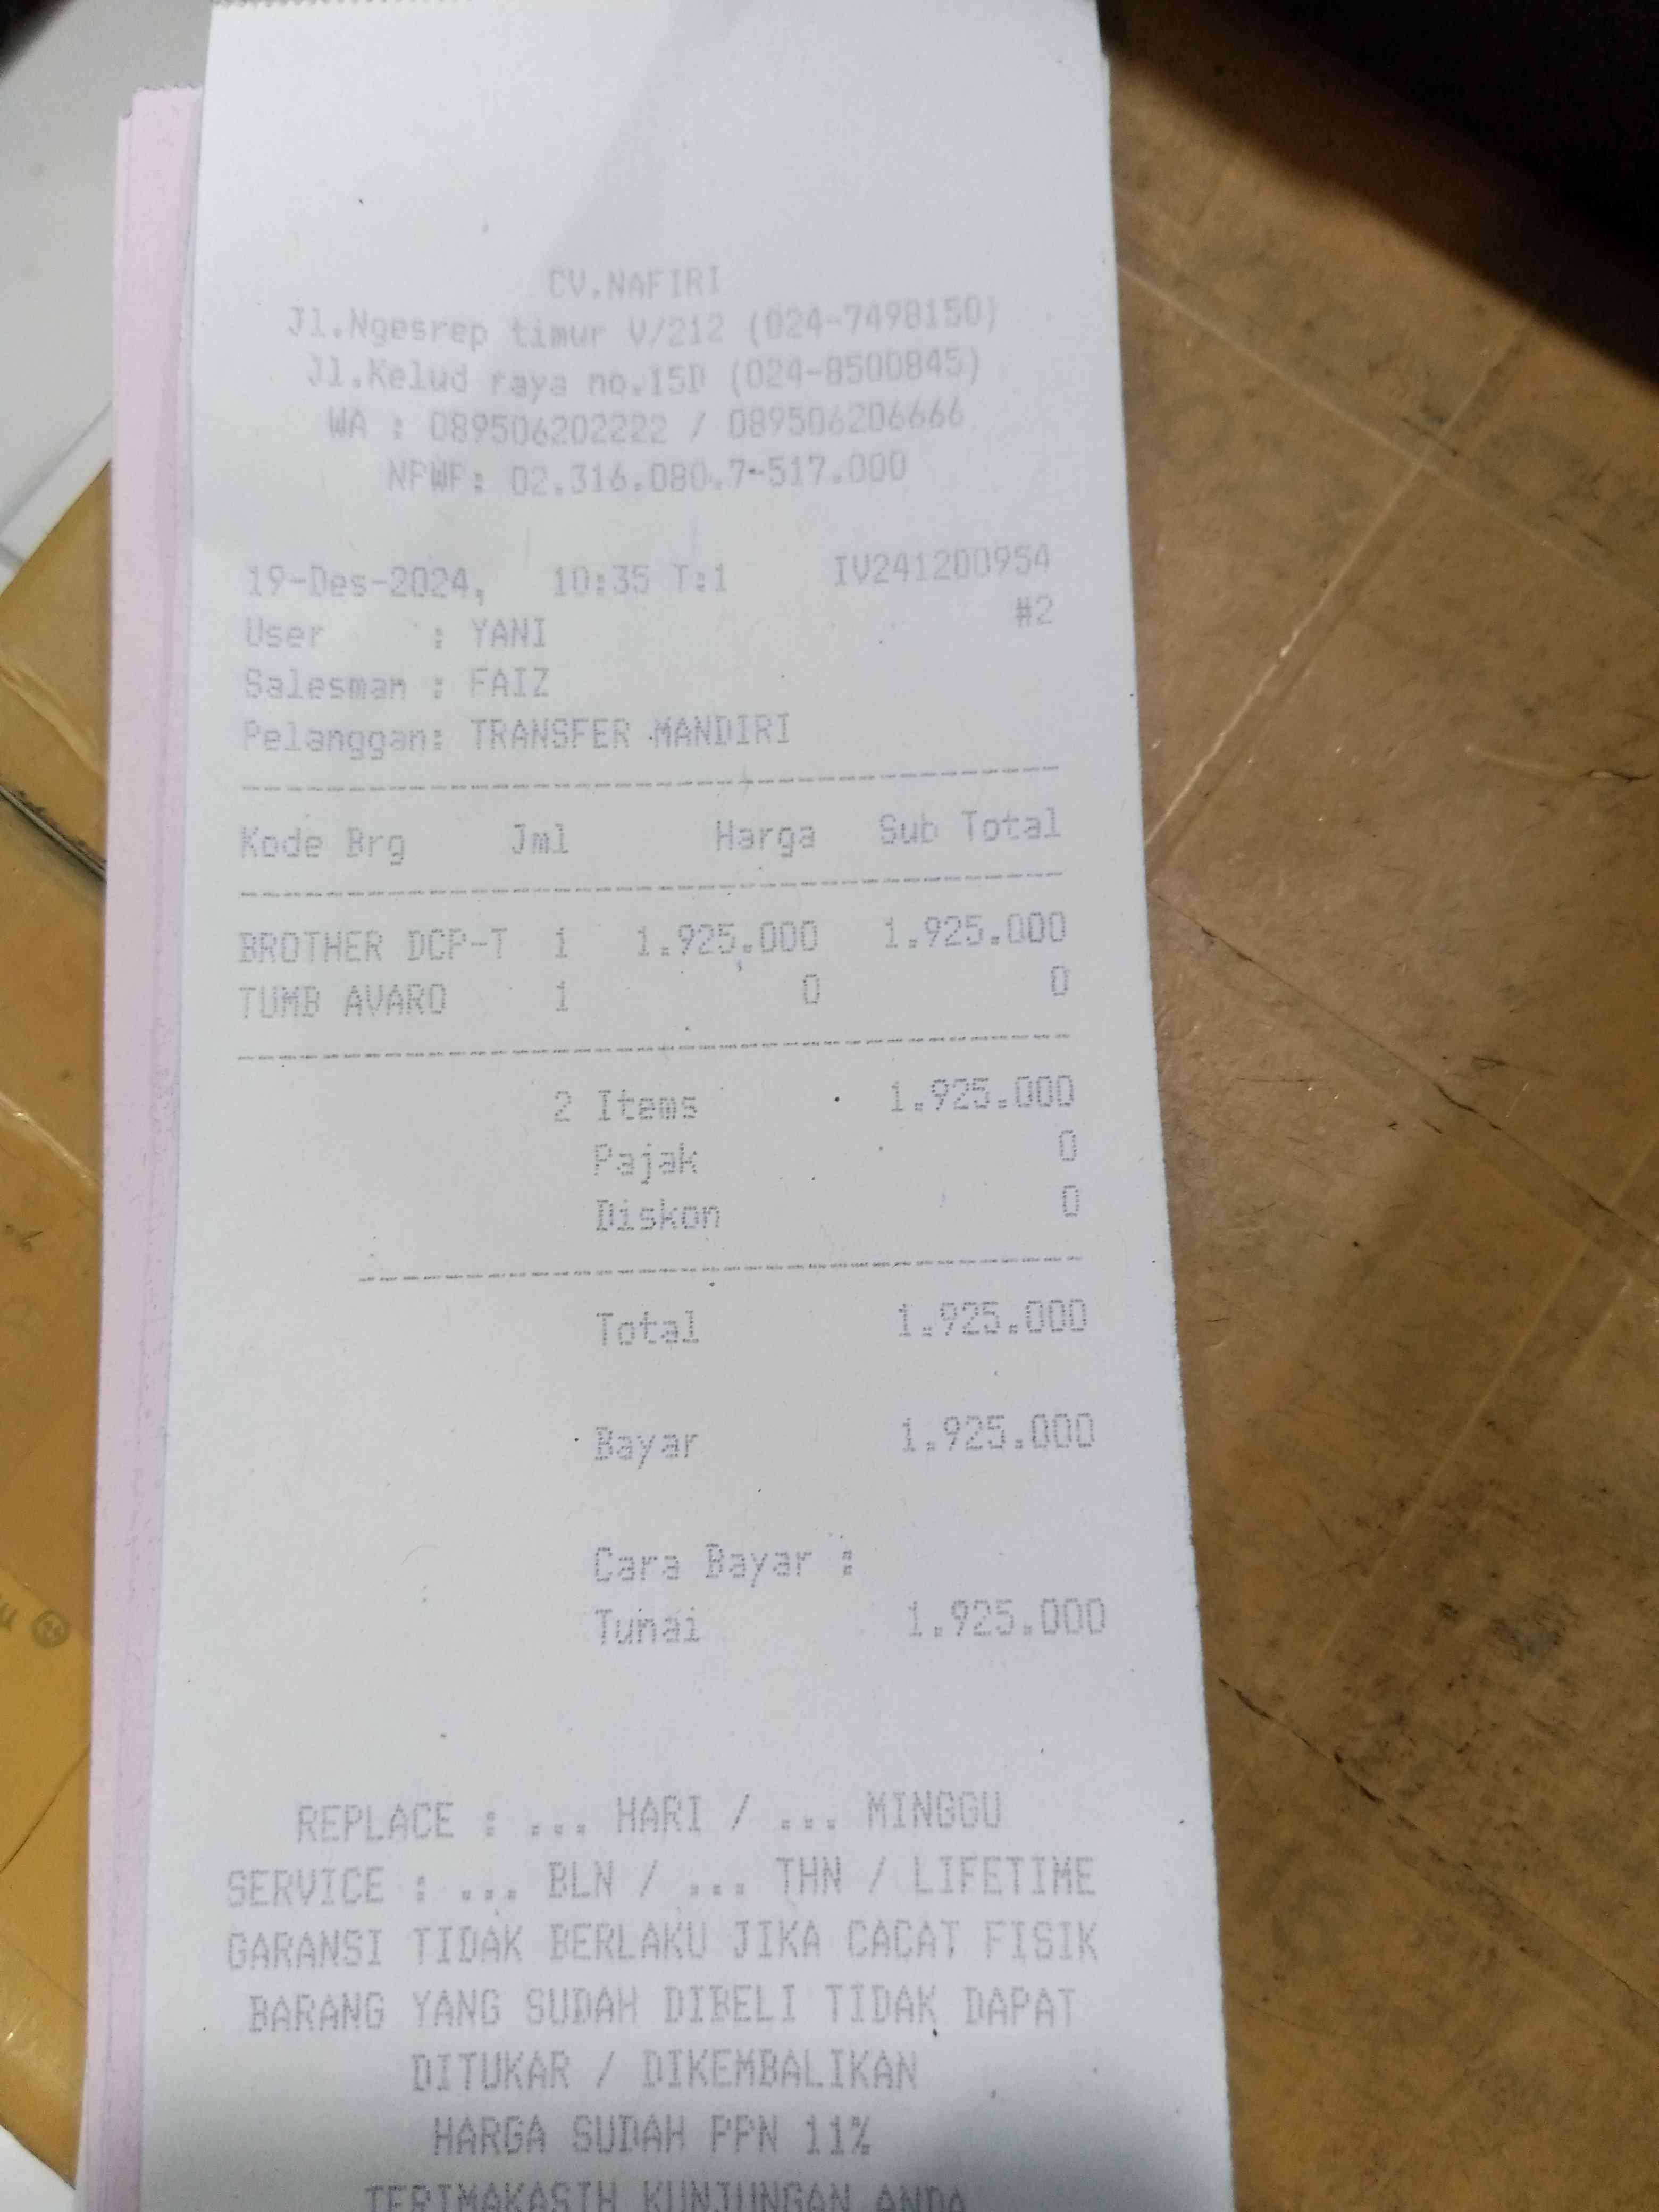 CV.NAFIRI
Jl.Ngesrep timur V/212 (024-7498150)
Jl.Kelud raya no.15D (024-8500845)
WA : 089506202222 / 089506206666
NPWP: 02.316.080.7-517.000
19-Des-2024, 10:35 T:1 IV241200954
#2
User : YANI
Salesman : FAIZ
Pelanggan: TRANSFER MANDIRI
Kode Brg Jml Harga Sub Total
BROTHER DCP-T 1 1.925.000 1.925.000
TUMB AVARO 1 0 0
2 Items 1.925.000
Pajak 0
Diskon 0
Total 1.925.000
Bayar 1.925.000
Cara Bayar :
Tunai 1.925.000
REPLACE : ... HARI / ... MINGGU
SERVICE : ... BLN / ... THN / LIFETIME
GARANSI TIDAK BERLAKU JIKA CACAT FISIK
BARANG YANG SUDAH DIBELI TIDAK DAPAT
DITUKAR / DIKEMBALIKAN
HARGA SUDAH PPN 11%
TERIMAKASIH KUNJUNGAN ANDA